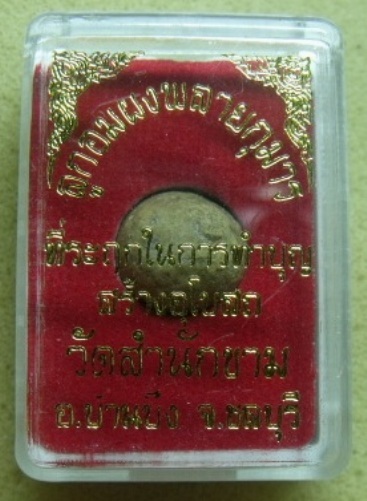 ลูกอมผงพลายกุมาร
ที่ระฤกในการทำบุญ
สร้างอุโบสถ
วัดสำนักขาม
อ.บ้านบึง จ.ชลบุรี